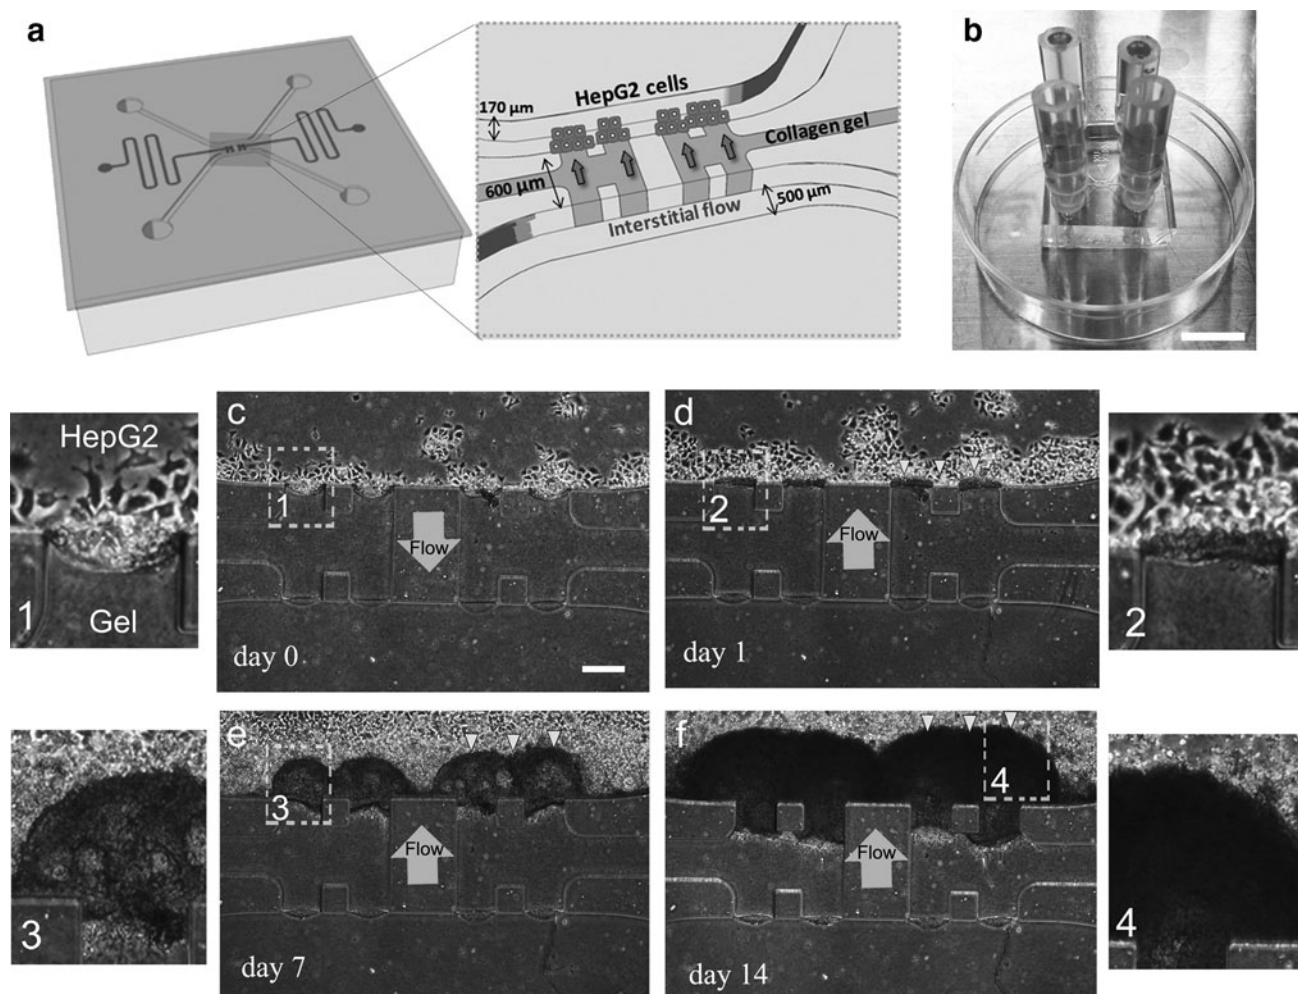 a
170 µm
HepG2 cells
Collagen gel
600 µm
500 µm
Interstitial flow
b
HepG2
1
Gel
c
1
Flow
day 0
d
2
Flow
day 1
2
3
e
3
Flow
day 7
f
4
Flow
day 14
4